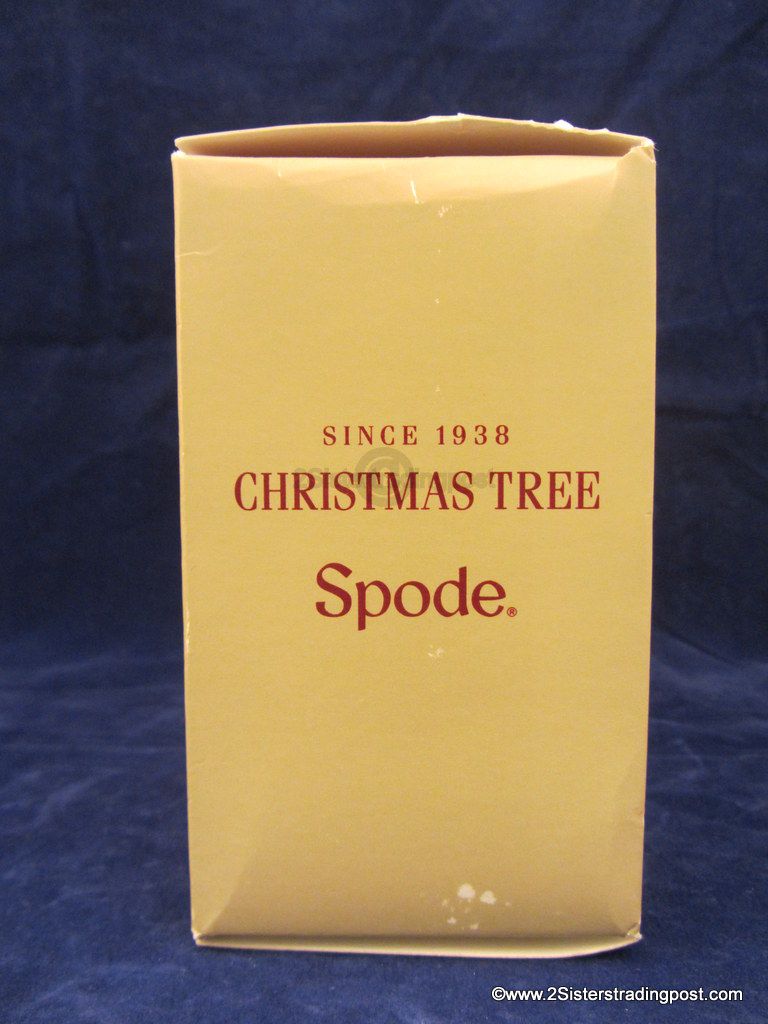 SINCE 1938
CHRISTMAS TREE
Spode®
©www.2Sisterstradingpost.com